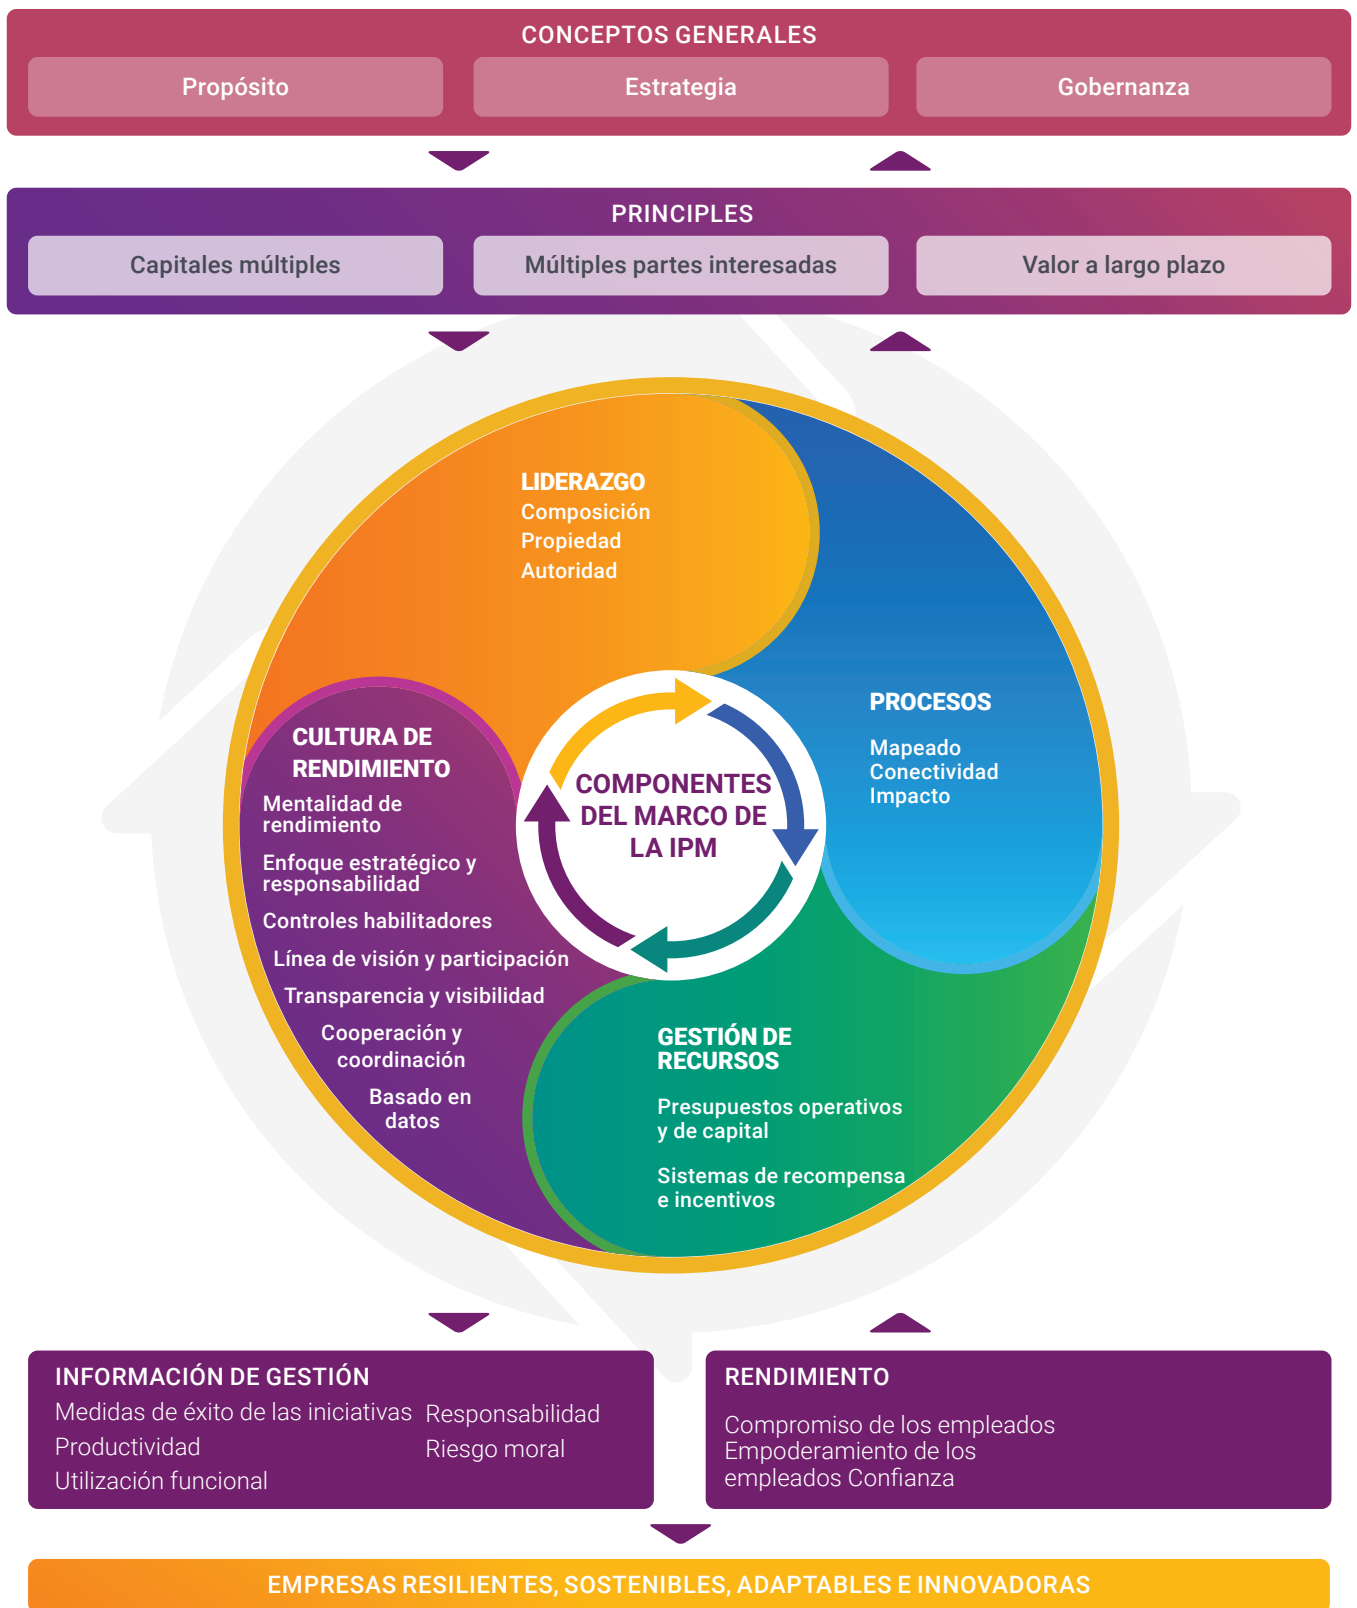 CONCEPTOS GENERALES
Propósito
Estrategia
Gobernanza
PRINCIPLES
Capitales múltiples
Múltiples partes interesadas
Valor a largo plazo
LIDERAZGO
Composición
Propiedad
Autoridad
PROCESOS
Mapeado
Conectividad
Impacto
CULTURA DE
RENDIMIENTO
Mentalidad de
rendimiento
Enfoque estratégico y
responsabilidad
Controles habilitadores
Línea de visión y participación
Transparencia y visibilidad
Cooperación y
coordinación
Basado en
datos
COMPONENTES
DEL MARCO DE
LA IPM
GESTIÓN DE
RECURSOS
Presupuestos operativos
y de capital
Sistemas de recompensa
e incentivos
INFORMACIÓN DE GESTIÓN
Medidas de éxito de las iniciativas
Productividad
Utilización funcional
Responsabilidad
Riesgo moral
RENDIMIENTO
Compromiso de los empleados
Empoderamiento de los
empleados Confianza
EMPRESAS RESILIENTES, SOSTENIBLES, ADAPTABLES E INNOVADORAS